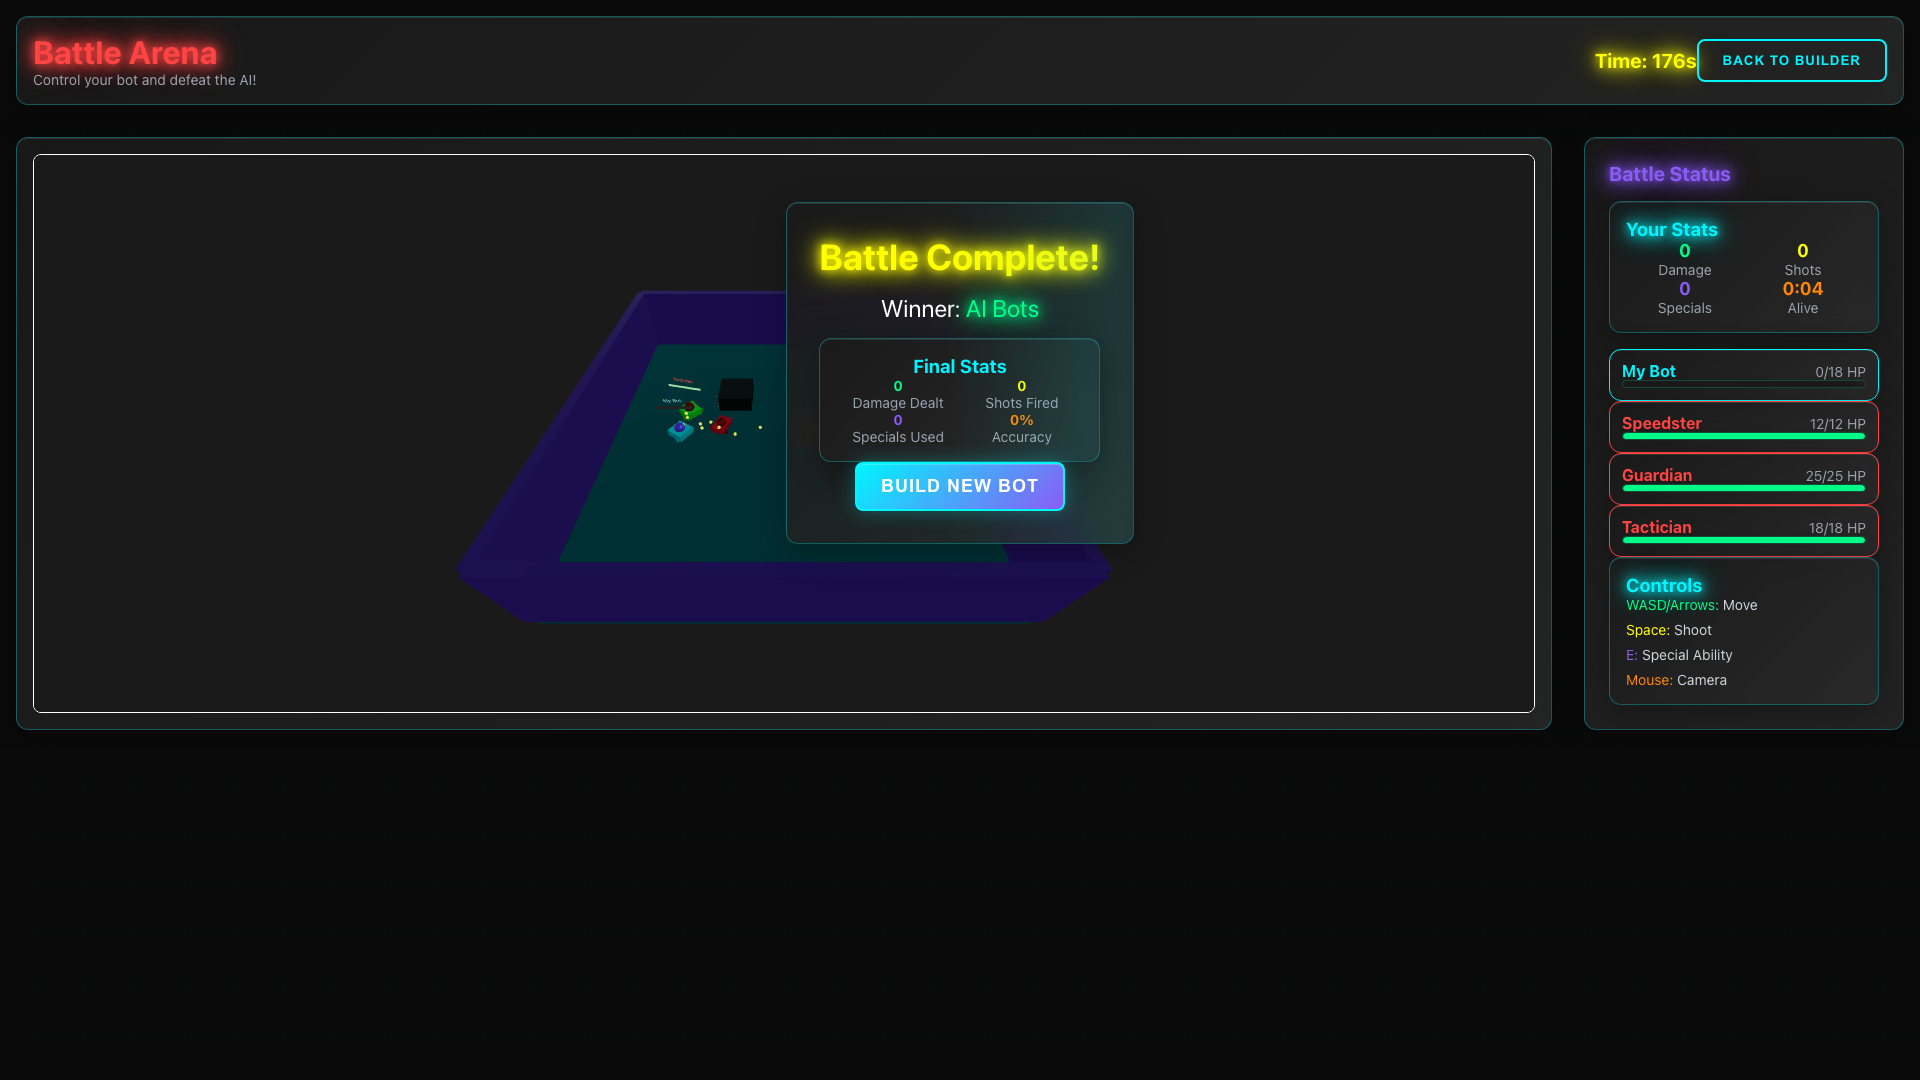 Battle Arena
Control your bot and defeat the AI!
Time: 176s
BACK TO BUILDER
Battle Complete!
Winner: AI Bots
Final Stats
0 0
Damage Dealt Shots Fired
0 0%
Specials Used Accuracy
BUILD NEW BOT
Battle Status
Your Stats
0 0
Damage Shots
0 0:04
Specials Alive
My Bot 0/18 HP
Speedster 12/12 HP
Guardian 25/25 HP
Tactician 18/18 HP
Controls
WASD/Arrows: Move
Space: Shoot
E: Special Ability
Mouse: Camera